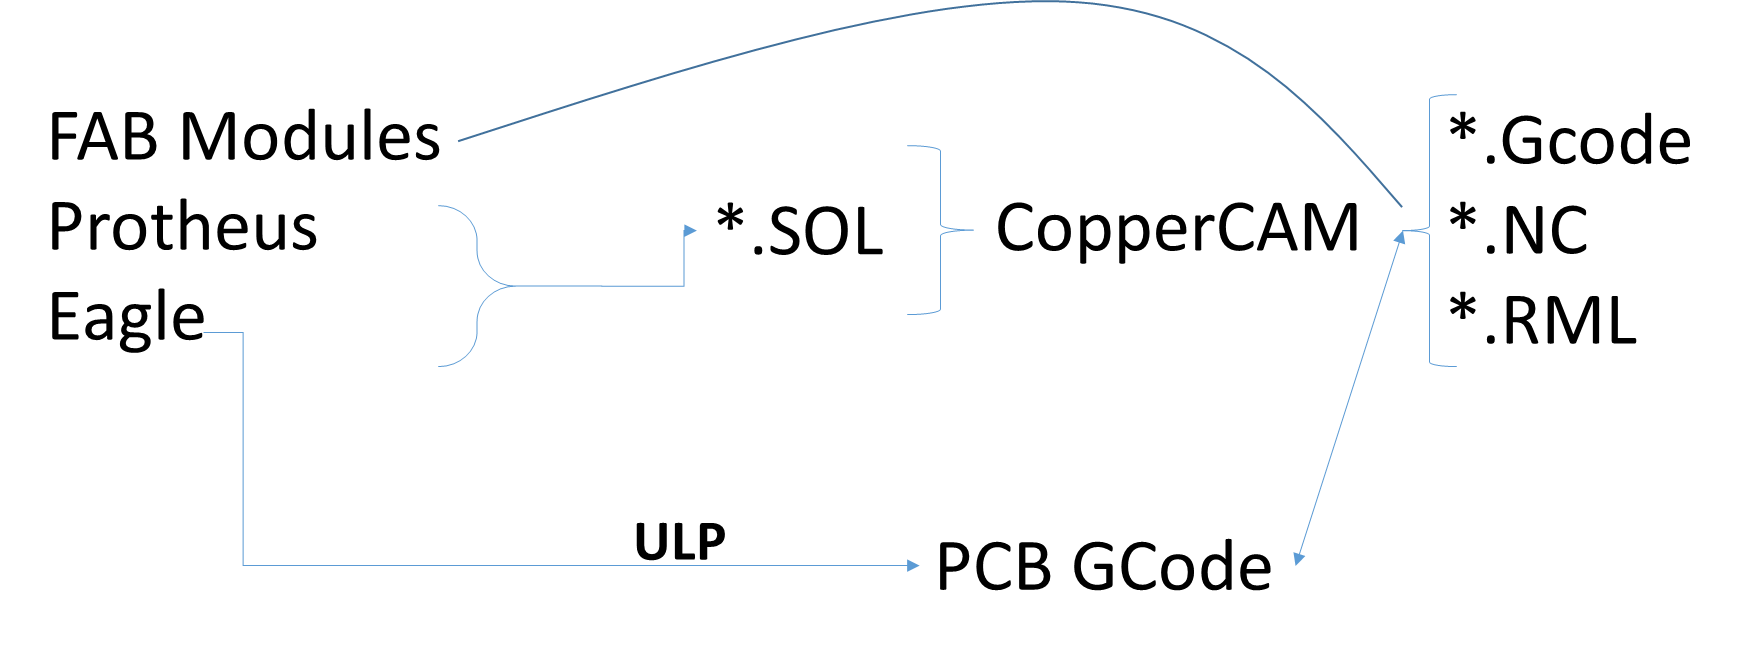 FAB Modules
Protheus
Eagle
*.SOL
CopperCAM
*.Gcode
*.NC
*.RML
ULP
PCB GCode